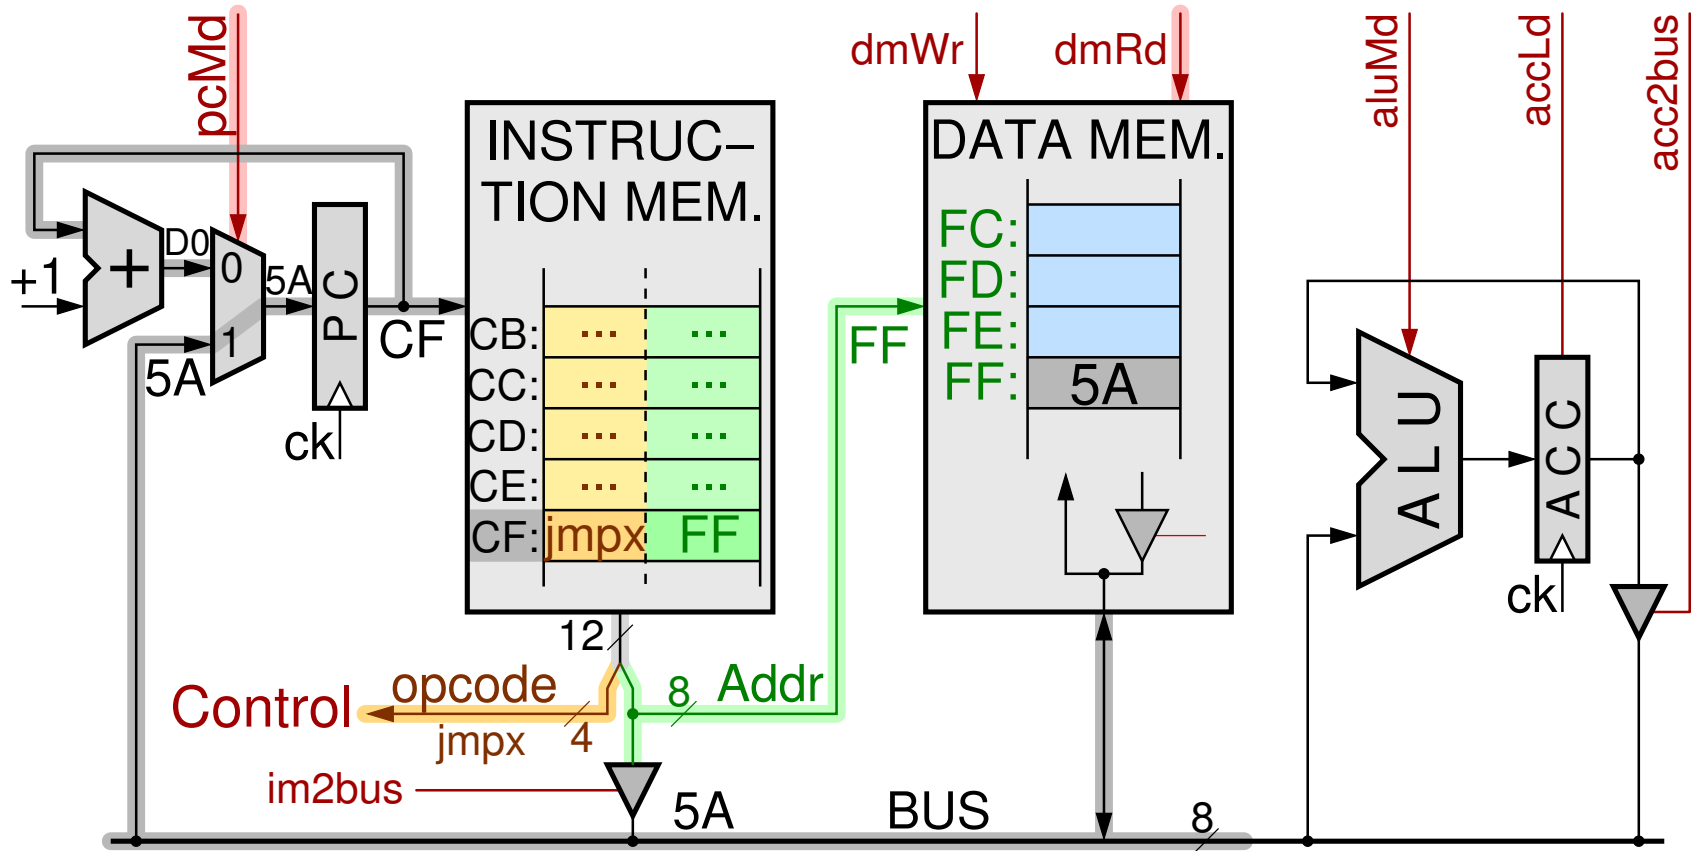 pcMd
dmWr
dmRd
aluMd
accLd
acc2bus
INSTRUC–
TION MEM.
DATA MEM.
+1
+
D0
0
1
5A
5A
PC
ck
CF
CB: ... ...
CC: ... ...
CD: ... ...
CE: ... ...
CF: jmpx FF
FF
FC:
FD:
FE:
FF: 5A
ALU
ACC
ck
12
Control
opcode
jmpx
4
8
Addr
im2bus
5A
BUS
8